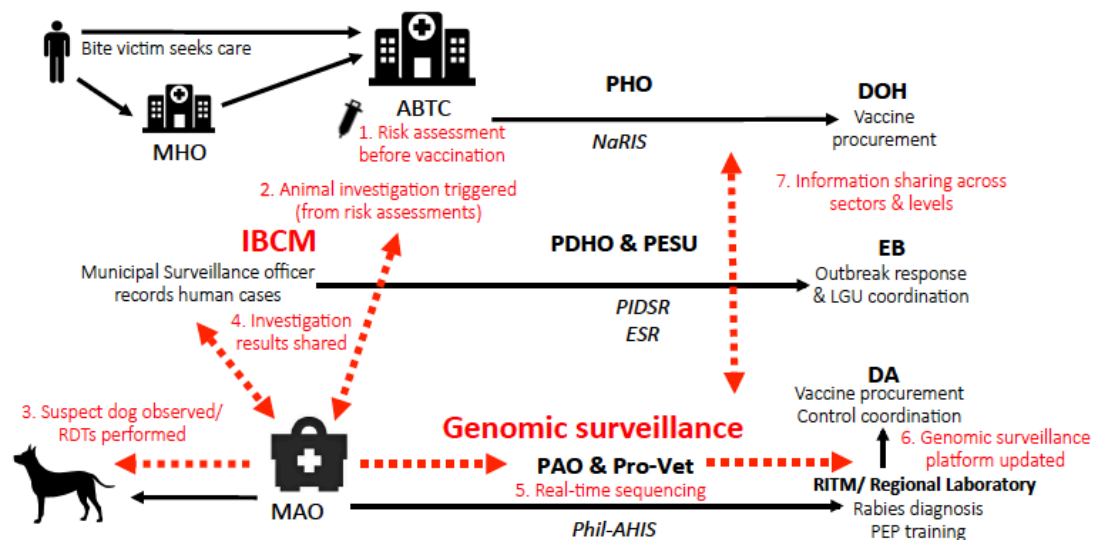 Bite victim seeks care
MHO
ABTC
1. Risk assessment
before vaccination
PHO
NaRIS
DOH
Vaccine
procurement
2. Animal investigation triggered
(from risk assessments)
7. Information sharing across
sectors & levels
IBCM
Municipal Surveillance officer
records human cases
PDHO & PESU
PIDSR
ESR
EB
Outbreak response
& LGU coordination
4. Investigation
results shared
3. Suspect dog observed/
RDTs performed
MAO
Genomic surveillance
PAO & Pro-Vet
5. Real-time sequencing
Phil-AHIS
DA
Vaccine procurement
Control coordination
6. Genomic surveillance
platform updated
RITM/ Regional Laboratory
Rabies diagnosis
PEP training